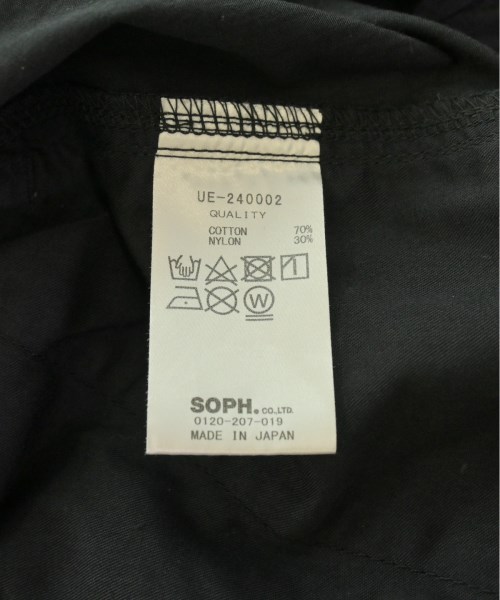 UE-240002
QUALITY
COTTON 70%
NYLON 30%
W
SOPH. CO.,LTD.
0120-207-019
MADE IN JAPAN